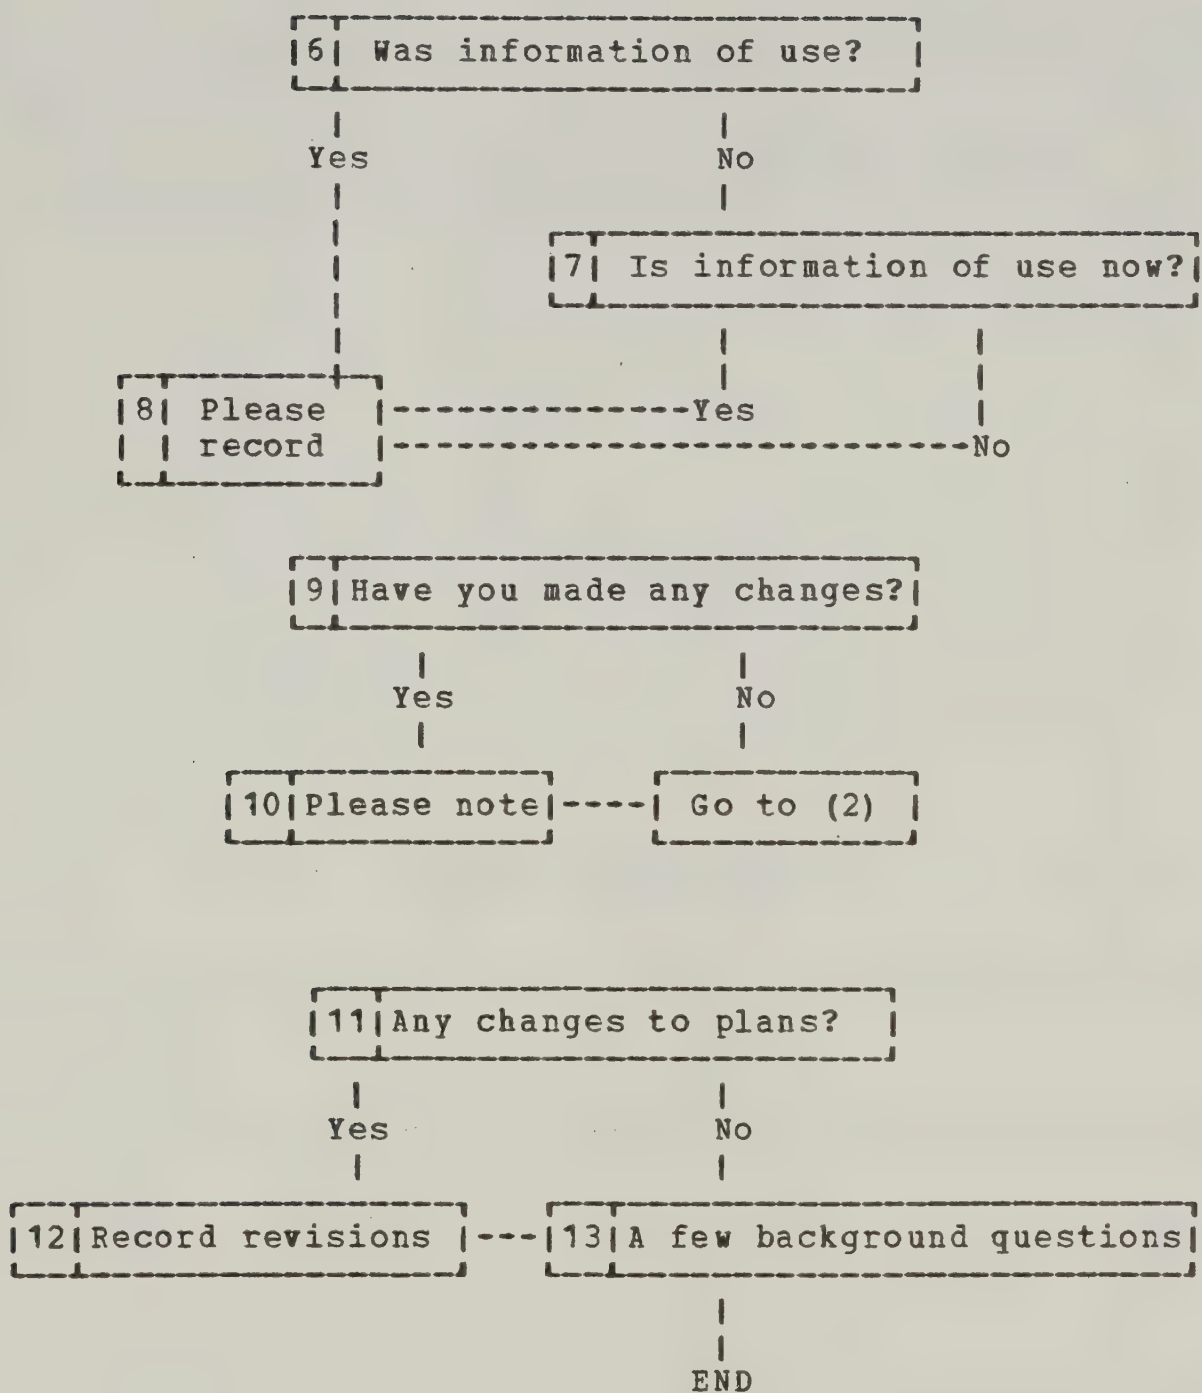 6 Was information of use?
Yes No
7 Is information of use now?
8 Please Yes
record No
9 Have you made any changes?
Yes No
10 Please note Go to (2)
11 Any changes to plans?
Yes No
12 Record revisions 13 A few background questions
END